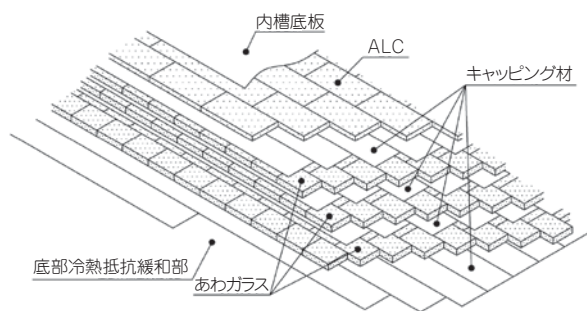 内槽底板
ALC
キャッピング材
底部冷熱抵抗緩和部
あわガラス